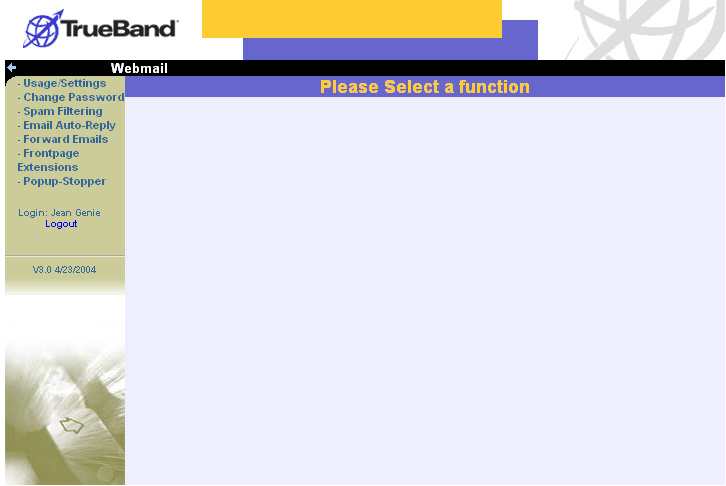 TrueBand
Webmail
Please Select a function
- Usage/Settings
- Change Password
- Spam Filtering
- Email Auto-Reply
- Forward Emails
- Frontpage
Extensions
- Popup-Stopper
Login: Jean Genie
Logout
V3.0 4/23/2004